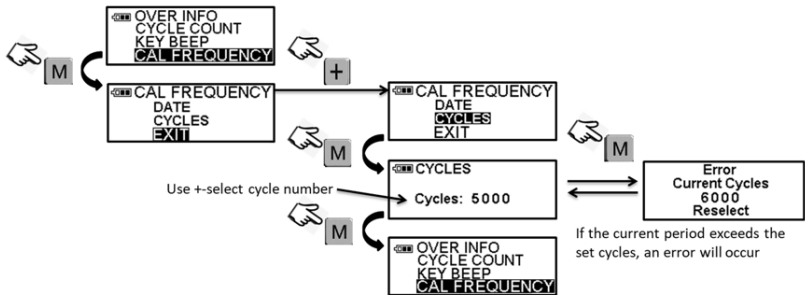 OVER INFO
CYCLE COUNT
KEY BEEP
CAL FREQUENCY
M
+
CAL FREQUENCY
DATE
CYCLES
EXIT
CAL FREQUENCY
DATE
CYCLES
EXIT
M
M
CYCLES
Cycles: 5000
Use +-select cycle number
Error
Current Cycles
6000
Reselect
M
If the current period exceeds the
set cycles, an error will occur
OVER INFO
CYCLE COUNT
KEY BEEP
CAL FREQUENCY